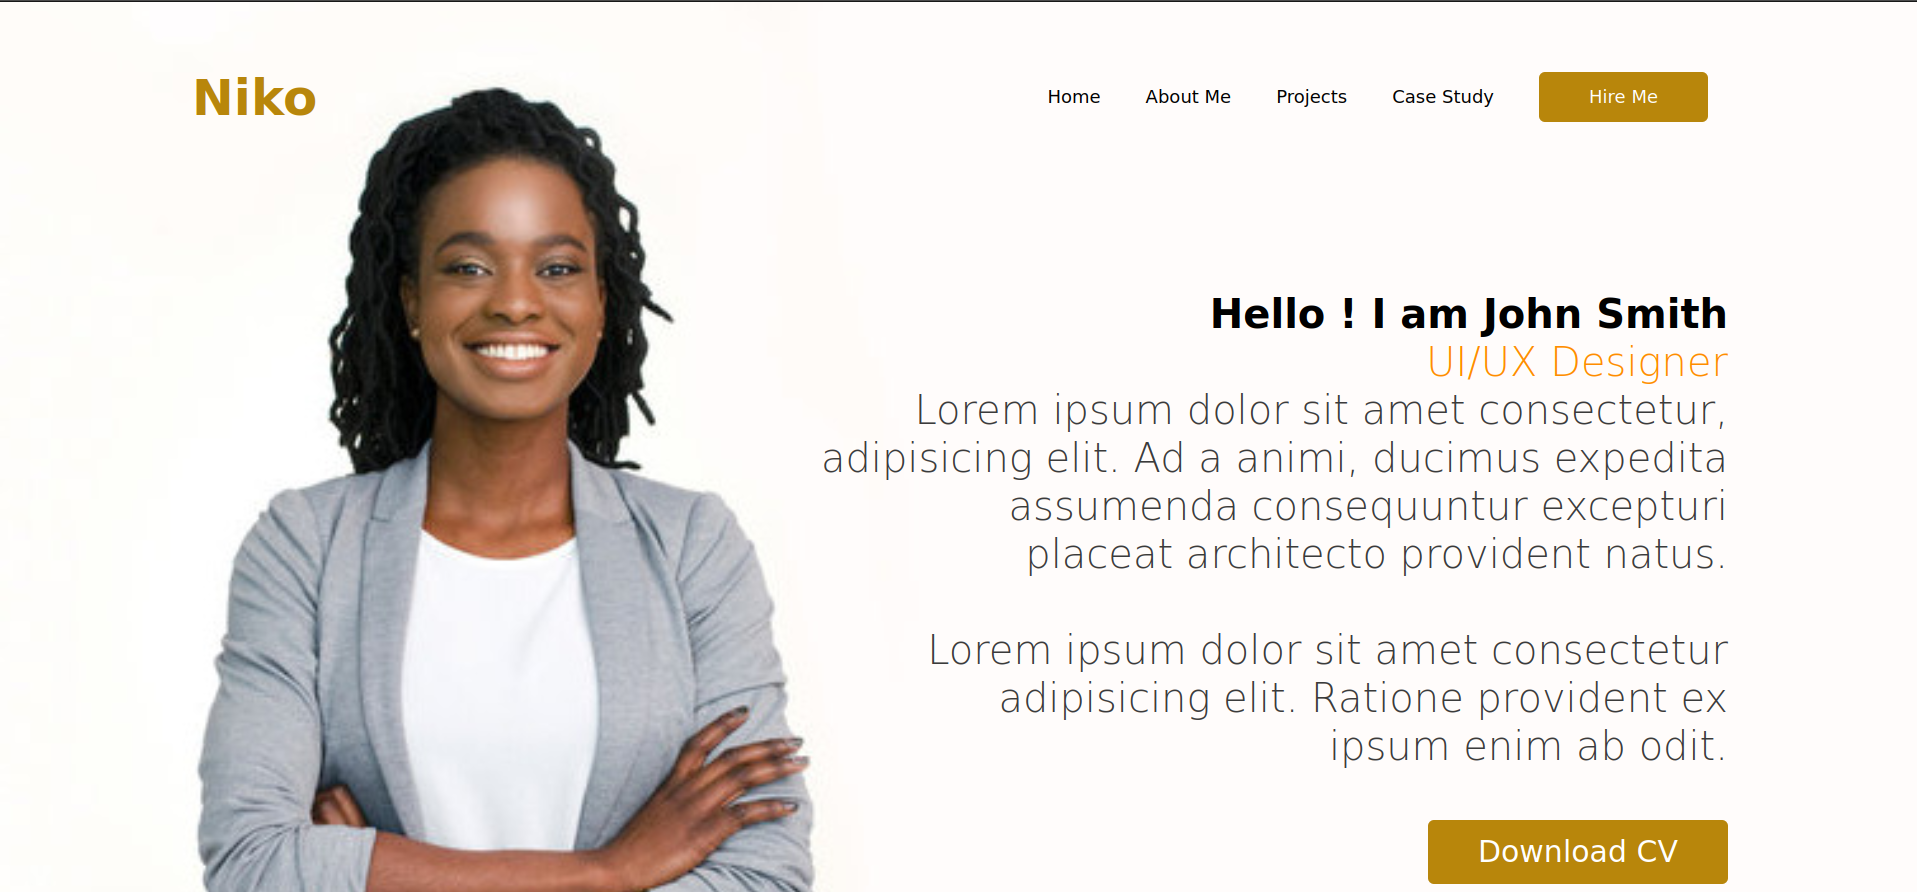 Niko
Home About Me Projects Case Study Hire Me
Hello ! I am John Smith
UI/UX Designer
Lorem ipsum dolor sit amet consectetur,
adipisicing elit. Ad a animi, ducimus expedita
assumenda consequuntur excepturi
placeat architecto provident natus.
Lorem ipsum dolor sit amet consectetur
adipisicing elit. Ratione provident ex
ipsum enim ab odit.
Download CV